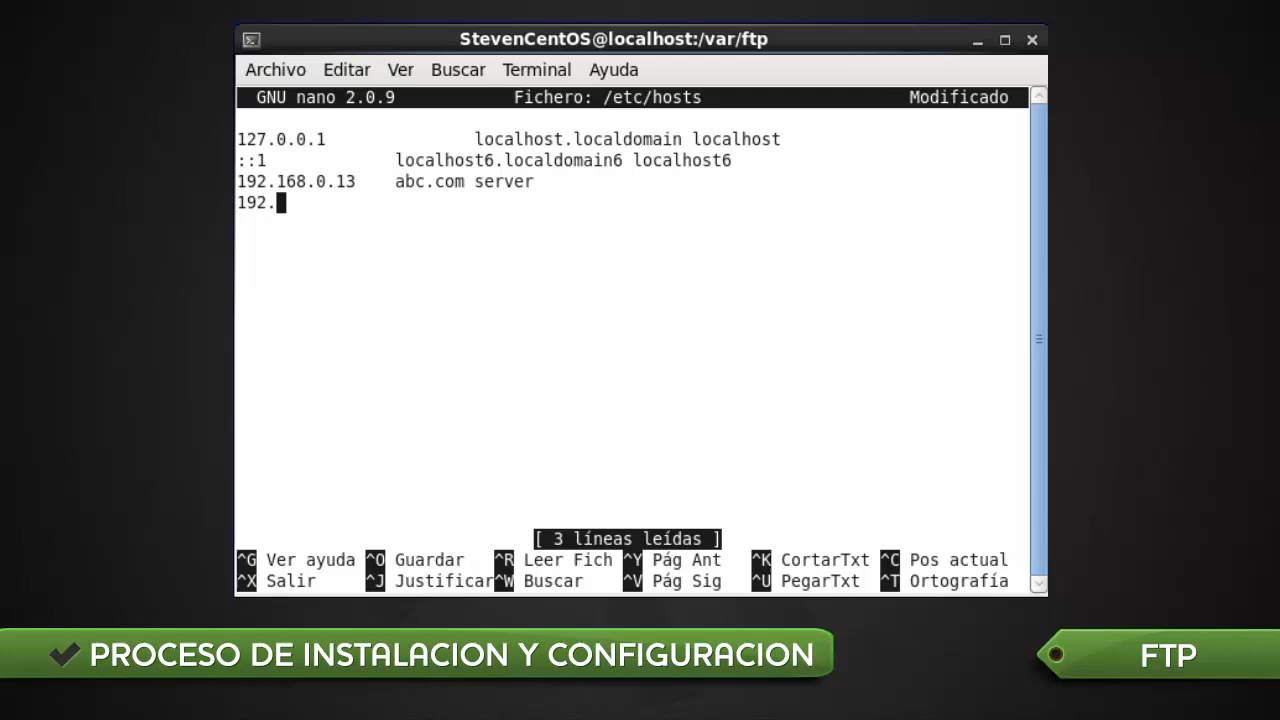 StevenCentOS@localhost:/var/ftp
Archivo Editar Ver Buscar Terminal Ayuda
GNU nano 2.0.9 Fichero: /etc/hosts Modificado
127.0.0.1 localhost.localdomain localhost
::1 localhost6.localdomain6 localhost6
192.168.0.13 abc.com server
192.
[ 3 líneas leídas ]
^G Ver ayuda ^O Guardar ^R Leer Fich ^Y Pág Ant ^K CortarTxt ^C Pos actual
^X Salir ^J Justificar ^W Buscar ^V Pág Sig ^U PegarTxt ^T Ortografía
PROCESO DE INSTALACION Y CONFIGURACION
FTP